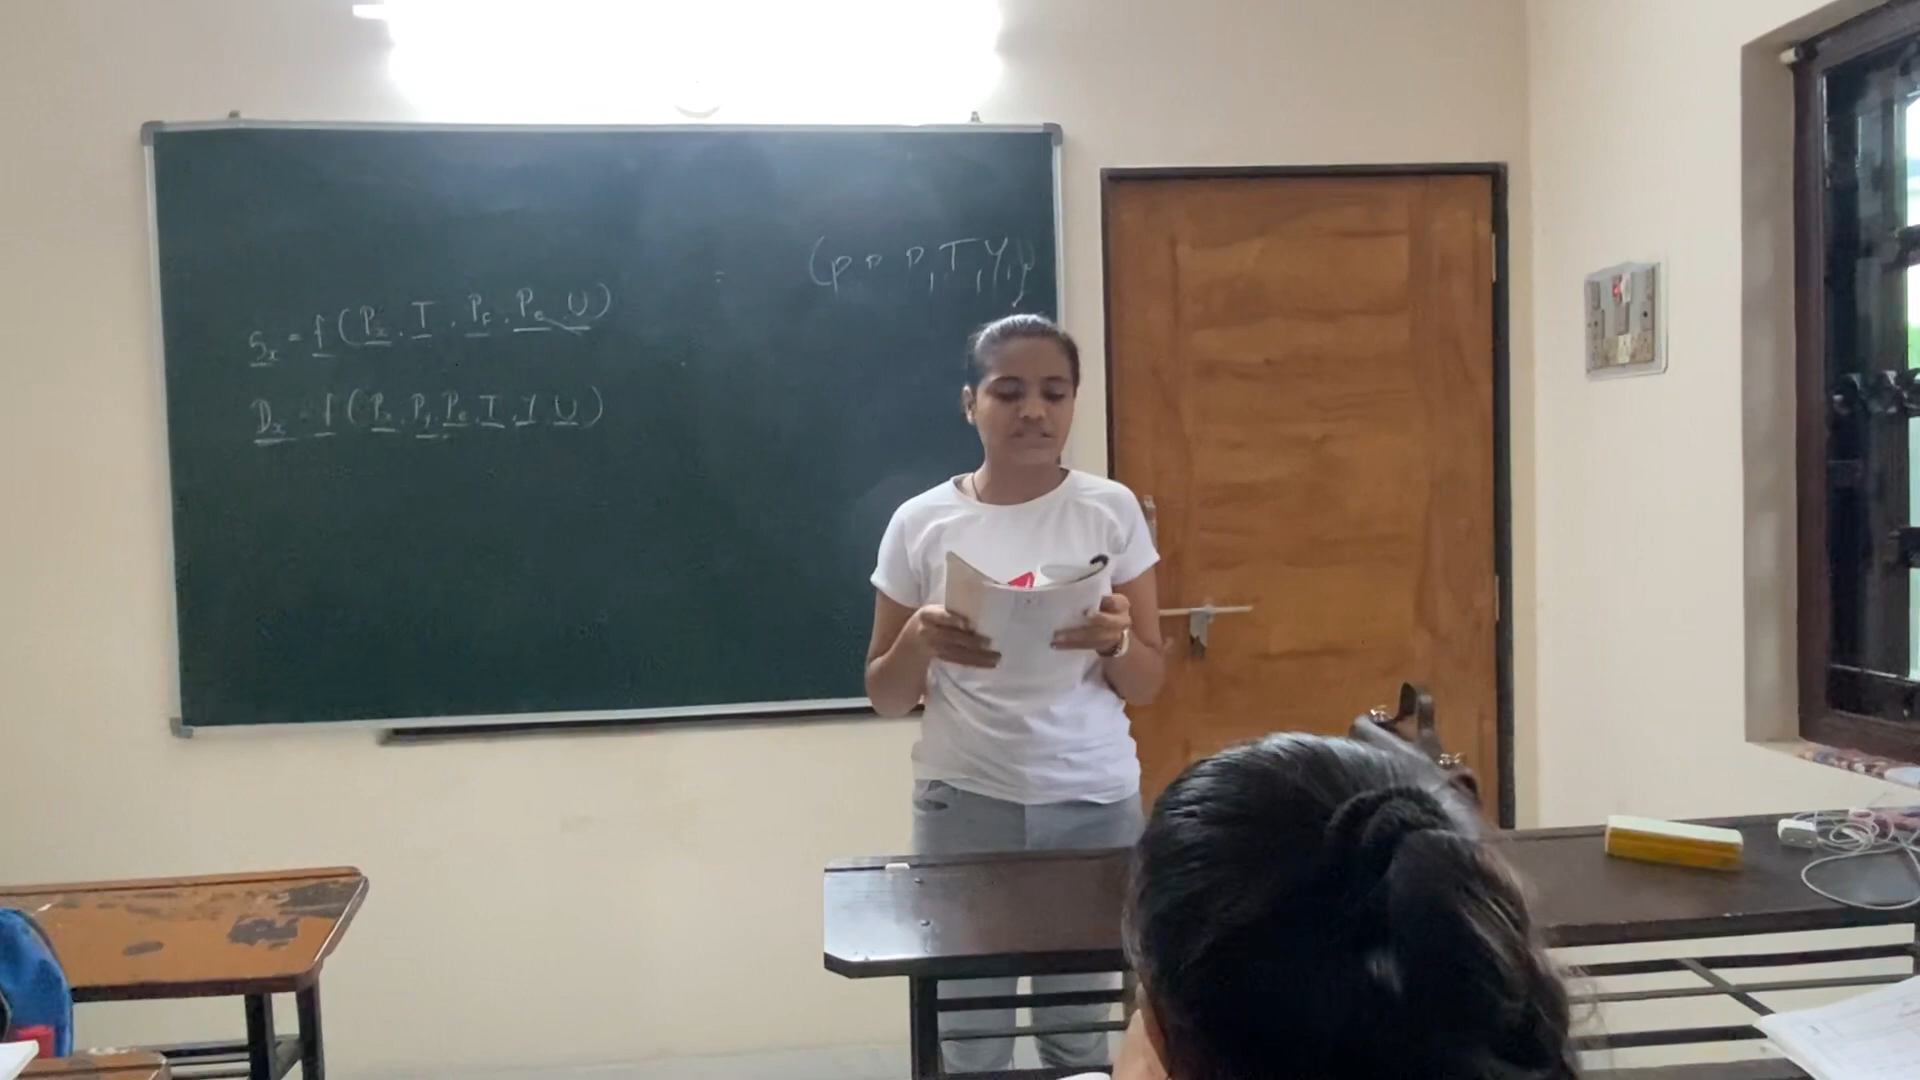 Sx = f (Px, T, Pf, Pe, U)
Dx = f (Px, Py, Pe, T, Y, U)